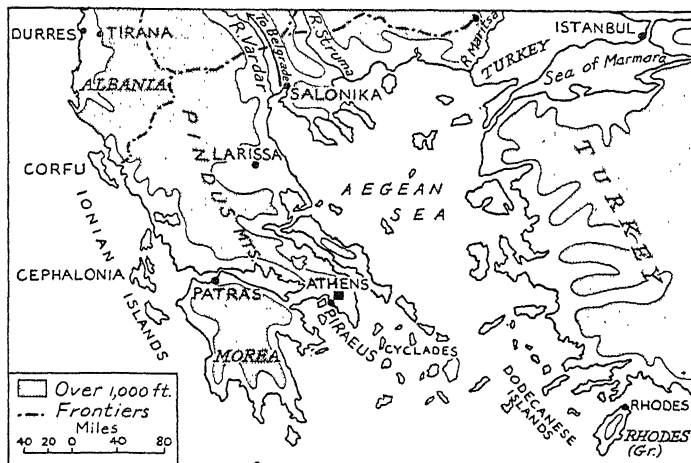 DURRES
TIRANA
ALBANIA
R. Vardar
To Belgrade
R. Struma
SALONIKA
R. Maritsa
TURKEY
ISTANBUL
Sea of Marmara
PINDUS MTS.
LARISSA
CORFU
IONIAN ISLANDS
AEGEAN
SEA
TURKEY
CEPHALONIA
PATRAS
ATHENS
PIRAEUS
MOREA
CYCLADES
DODECANESE
ISLANDS
RHODES
RHODES
(Gr.)
Over 1,000 ft.
Frontiers
Miles
40 20 0 40 80